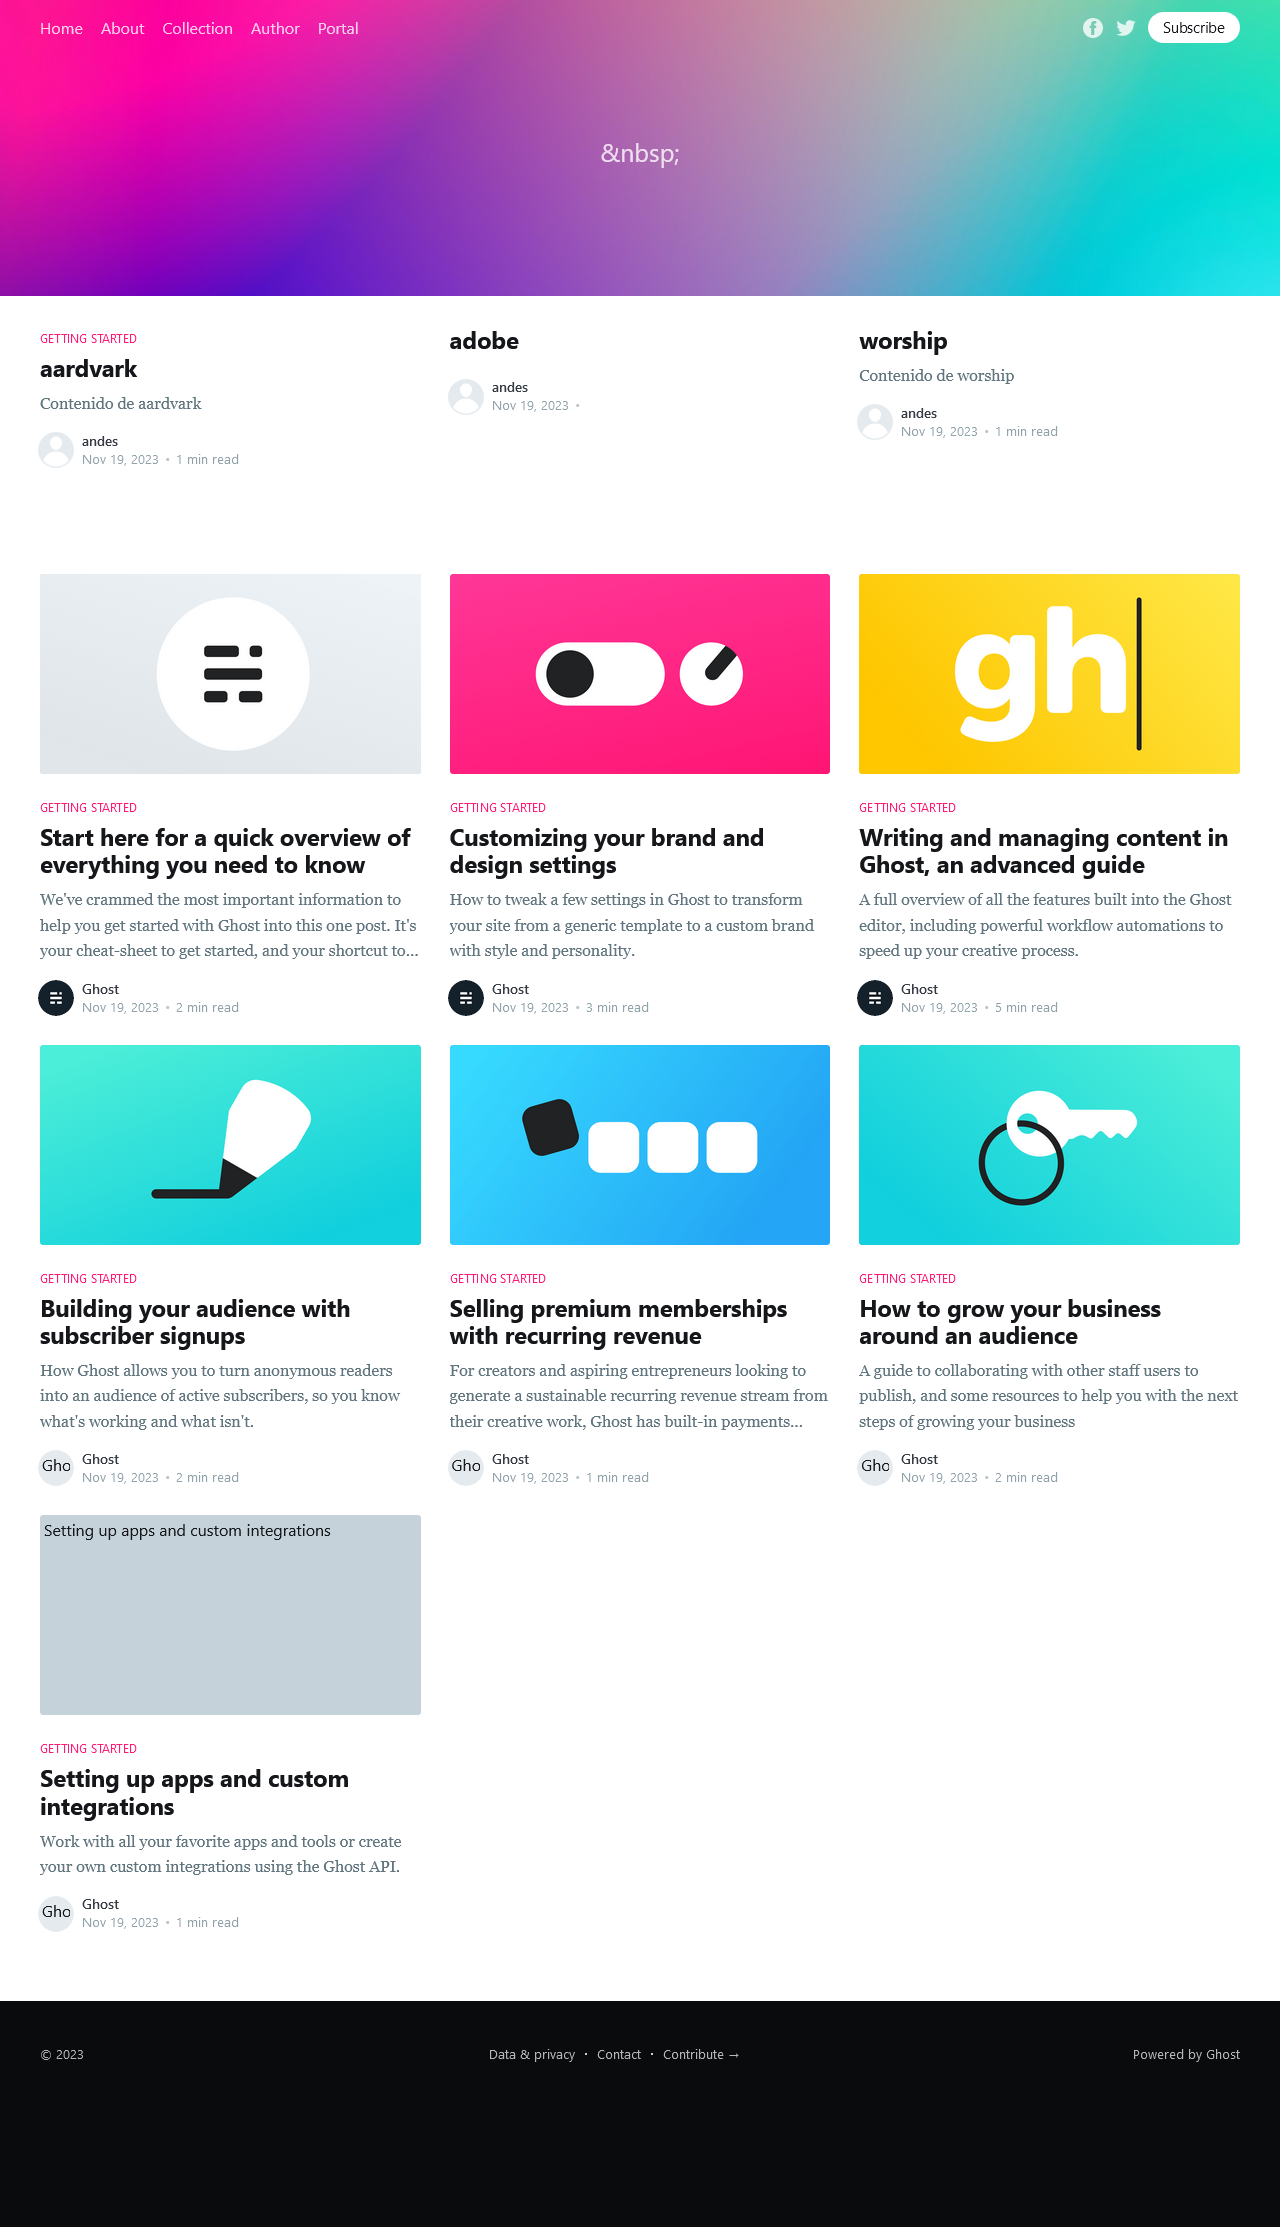 Home About Collection Author Portal
Subscribe
&nbsp;
GETTING STARTED
aardvark
Contenido de aardvark
andes
Nov 19, 2023 • 1 min read
adobe
andes
Nov 19, 2023 •
worship
Contenido de worship
andes
Nov 19, 2023 • 1 min read
GETTING STARTED
Start here for a quick overview of
everything you need to know
We've crammed the most important information to
help you get started with Ghost into this one post. It's
your cheat-sheet to get started, and your shortcut to...
Ghost
Nov 19, 2023 • 2 min read
GETTING STARTED
Customizing your brand and
design settings
How to tweak a few settings in Ghost to transform
your site from a generic template to a custom brand
with style and personality.
Ghost
Nov 19, 2023 • 3 min read
gh
GETTING STARTED
Writing and managing content in
Ghost, an advanced guide
A full overview of all the features built into the Ghost
editor, including powerful workflow automations to
speed up your creative process.
Ghost
Nov 19, 2023 • 5 min read
GETTING STARTED
Building your audience with
subscriber signups
How Ghost allows you to turn anonymous readers
into an audience of active subscribers, so you know
what's working and what isn't.
Gho
Ghost
Nov 19, 2023 • 2 min read
GETTING STARTED
Selling premium memberships
with recurring revenue
For creators and aspiring entrepreneurs looking to
generate a sustainable recurring revenue stream from
their creative work, Ghost has built-in payments...
Gho
Ghost
Nov 19, 2023 • 1 min read
GETTING STARTED
How to grow your business
around an audience
A guide to collaborating with other staff users to
publish, and some resources to help you with the next
steps of growing your business
Gho
Ghost
Nov 19, 2023 • 2 min read
Setting up apps and custom integrations
GETTING STARTED
Setting up apps and custom
integrations
Work with all your favorite apps and tools or create
your own custom integrations using the Ghost API.
Gho
Ghost
Nov 19, 2023 • 1 min read
© 2023
Data & privacy • Contact • Contribute →
Powered by Ghost